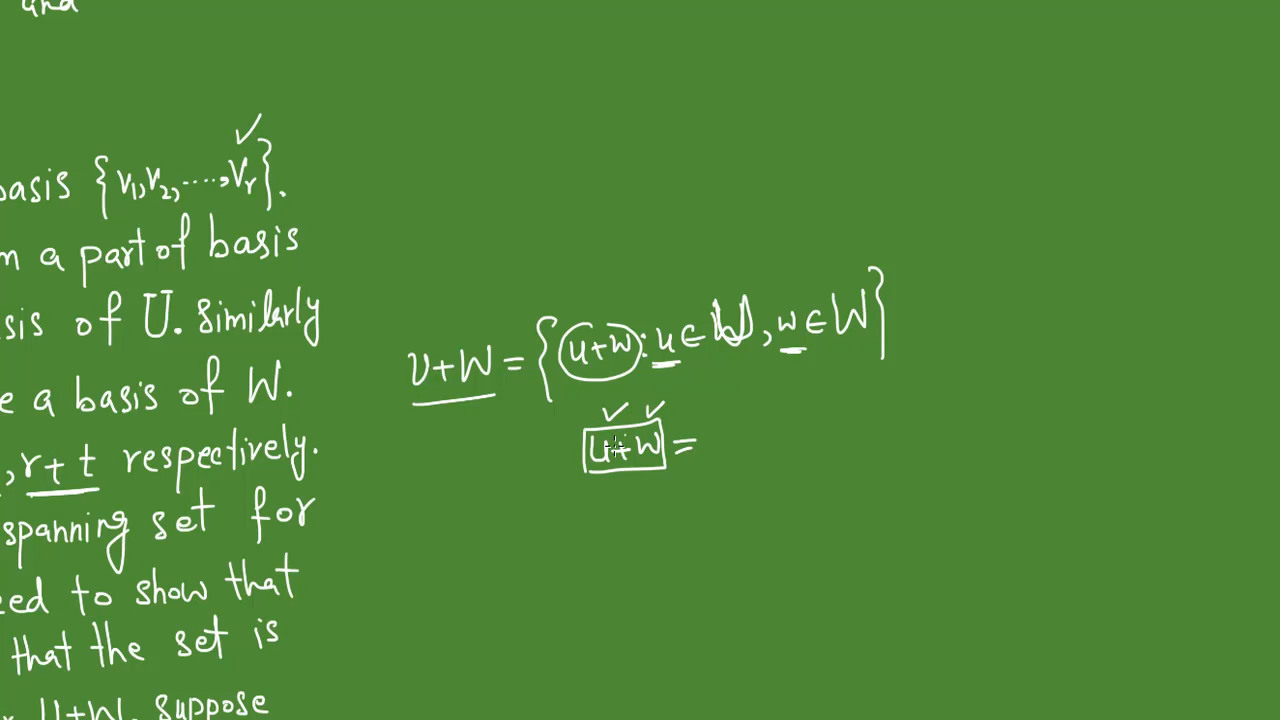 and
basis {v₁, v₂, ....., vᵣ}.
m a part of basis
sis of U. Similarly
e a basis of W.
, r + t respectively.
spanning set for
eed to show that
that the set is
U+W. suppose
U+W = {u+w : u ∈ U, w ∈ W}
u+w =